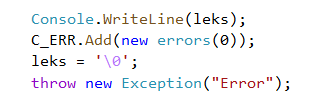 Console.WriteLine(leks);
C_ERR.Add(new errors(0));
leks = '\0';
throw new Exception("Error");